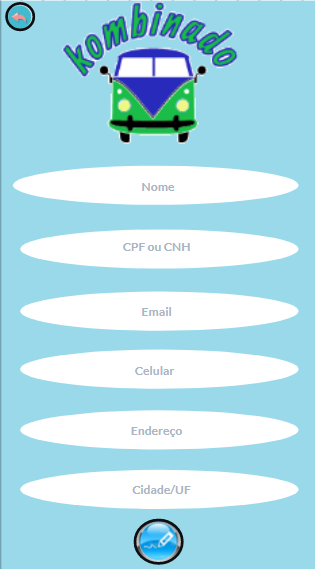 kombinado
Nome
CPF ou CNH
Email
Celular
Endereço
Cidade/UF